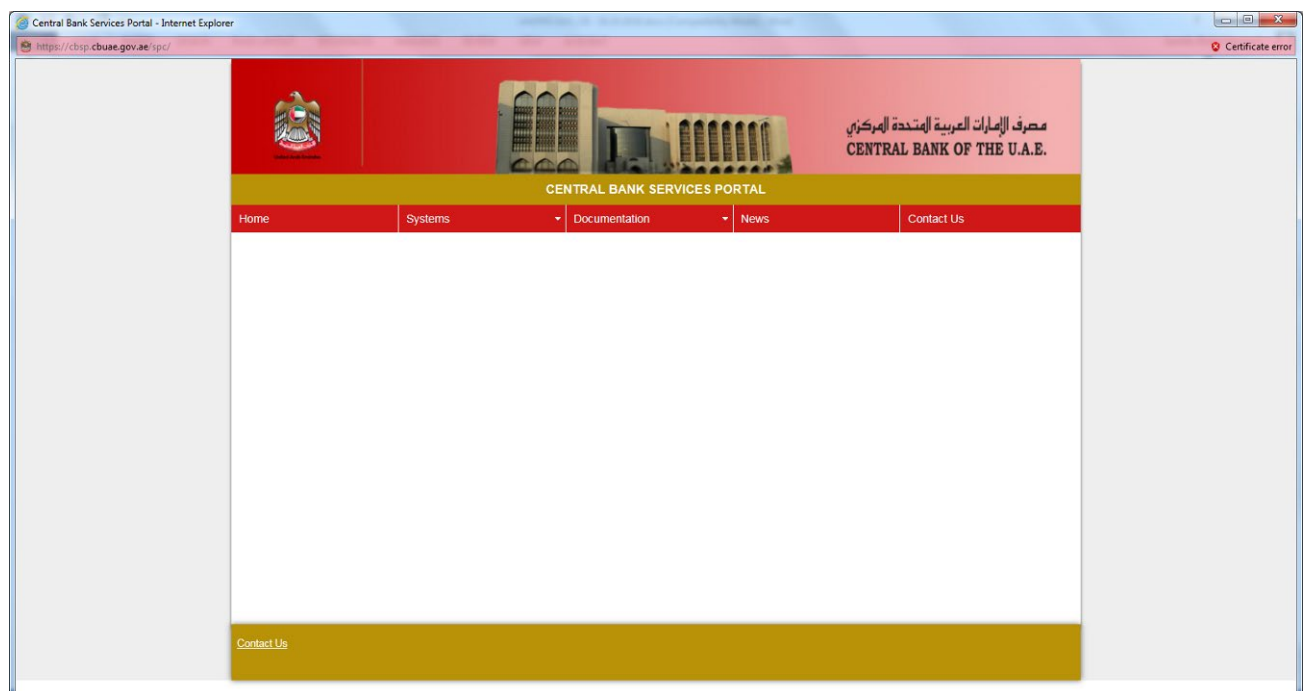 Central Bank Services Portal - Internet Explorer
https://cbsp.cbuae.gov.ae/spc/
Certificate error
مصرف الإمارات العربية المتحدة المركزي
CENTRAL BANK OF THE U.A.E.
CENTRAL BANK SERVICES PORTAL
Home Systems Documentation News Contact Us
Contact Us